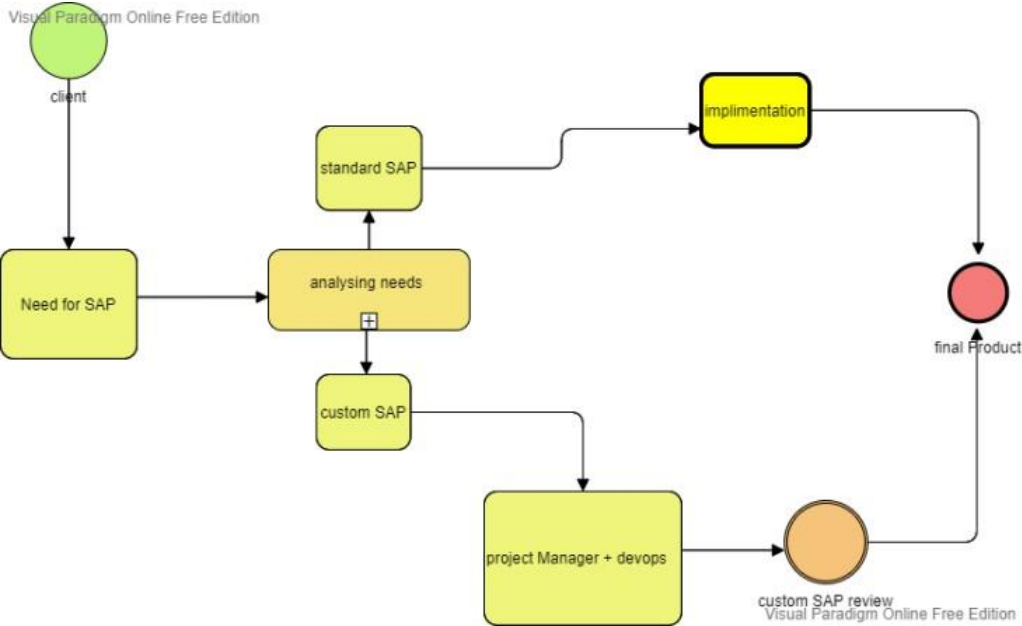 Visual Paradigm Online Free Edition
client
implimentation
standard SAP
analysing needs
Need for SAP
final Product
custom SAP
project Manager + devops
custom SAP review
Visual Paradigm Online Free Edition